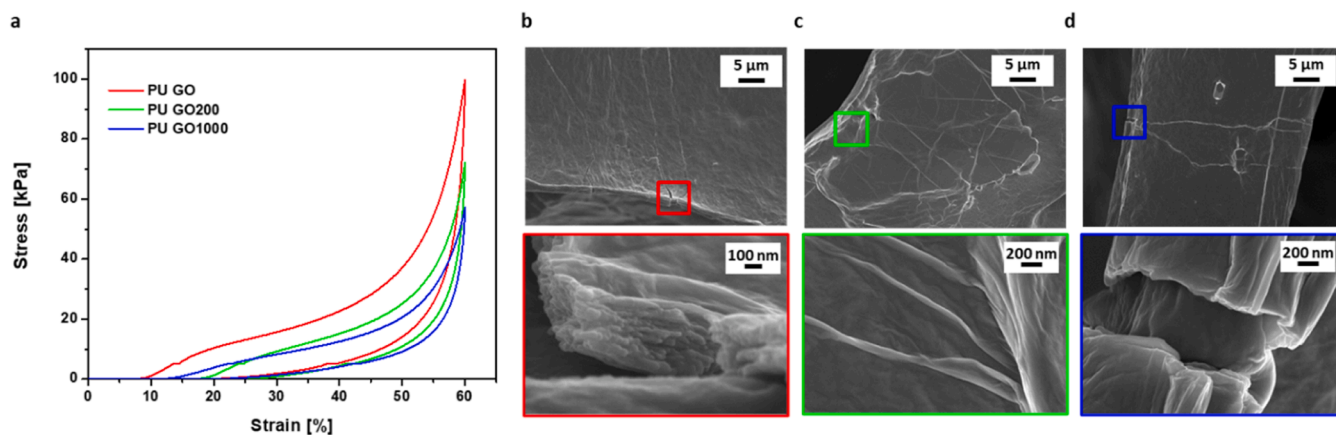 a
b
c
d
Stress [kPa]
100
80
60
40
20
0
PU GO
PU GO200
PU GO1000
0 10 20 30 40 50 60
Strain [%]
5 µm
5 µm
5 µm
100 nm
200 nm
200 nm